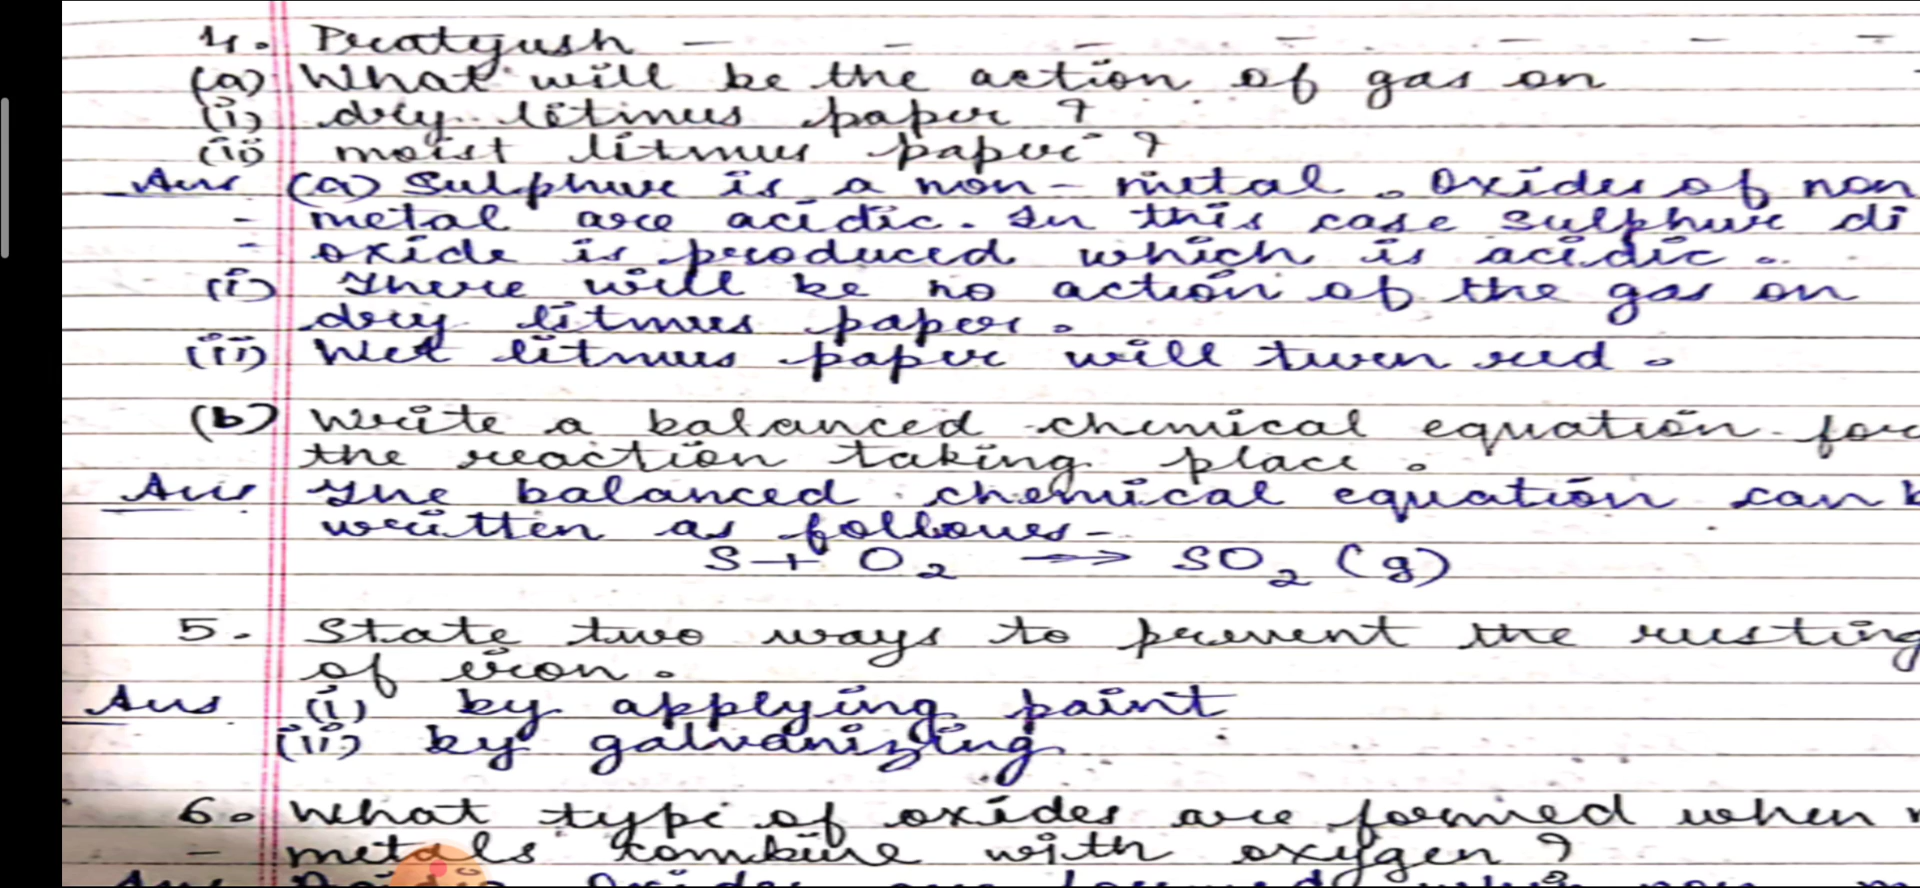 4. Pratyush - - - - - - -
(a) What will be the action of gas on
(i) dry litmus paper ?
(ii) moist litmus paper ?
Ans (a) Sulphur is a non - metal . Oxides of non
- metal are acidic. In this case sulphur di
- oxide is produced which is acidic .
(i) There will be no action of the gas on
dry litmus paper .
(ii) Wet litmus paper will turn red .
(b) Write a balanced chemical equation for
the reaction taking place .
Ans The balanced chemical equation can b
written as follows -
S + O2 → SO2 (g)
5. State two ways to prevent the rusting
of iron .
Ans (i) by applying paint
(ii) by galvanizing
6. What type of oxides are formed when n
- metals combine with oxygen ?